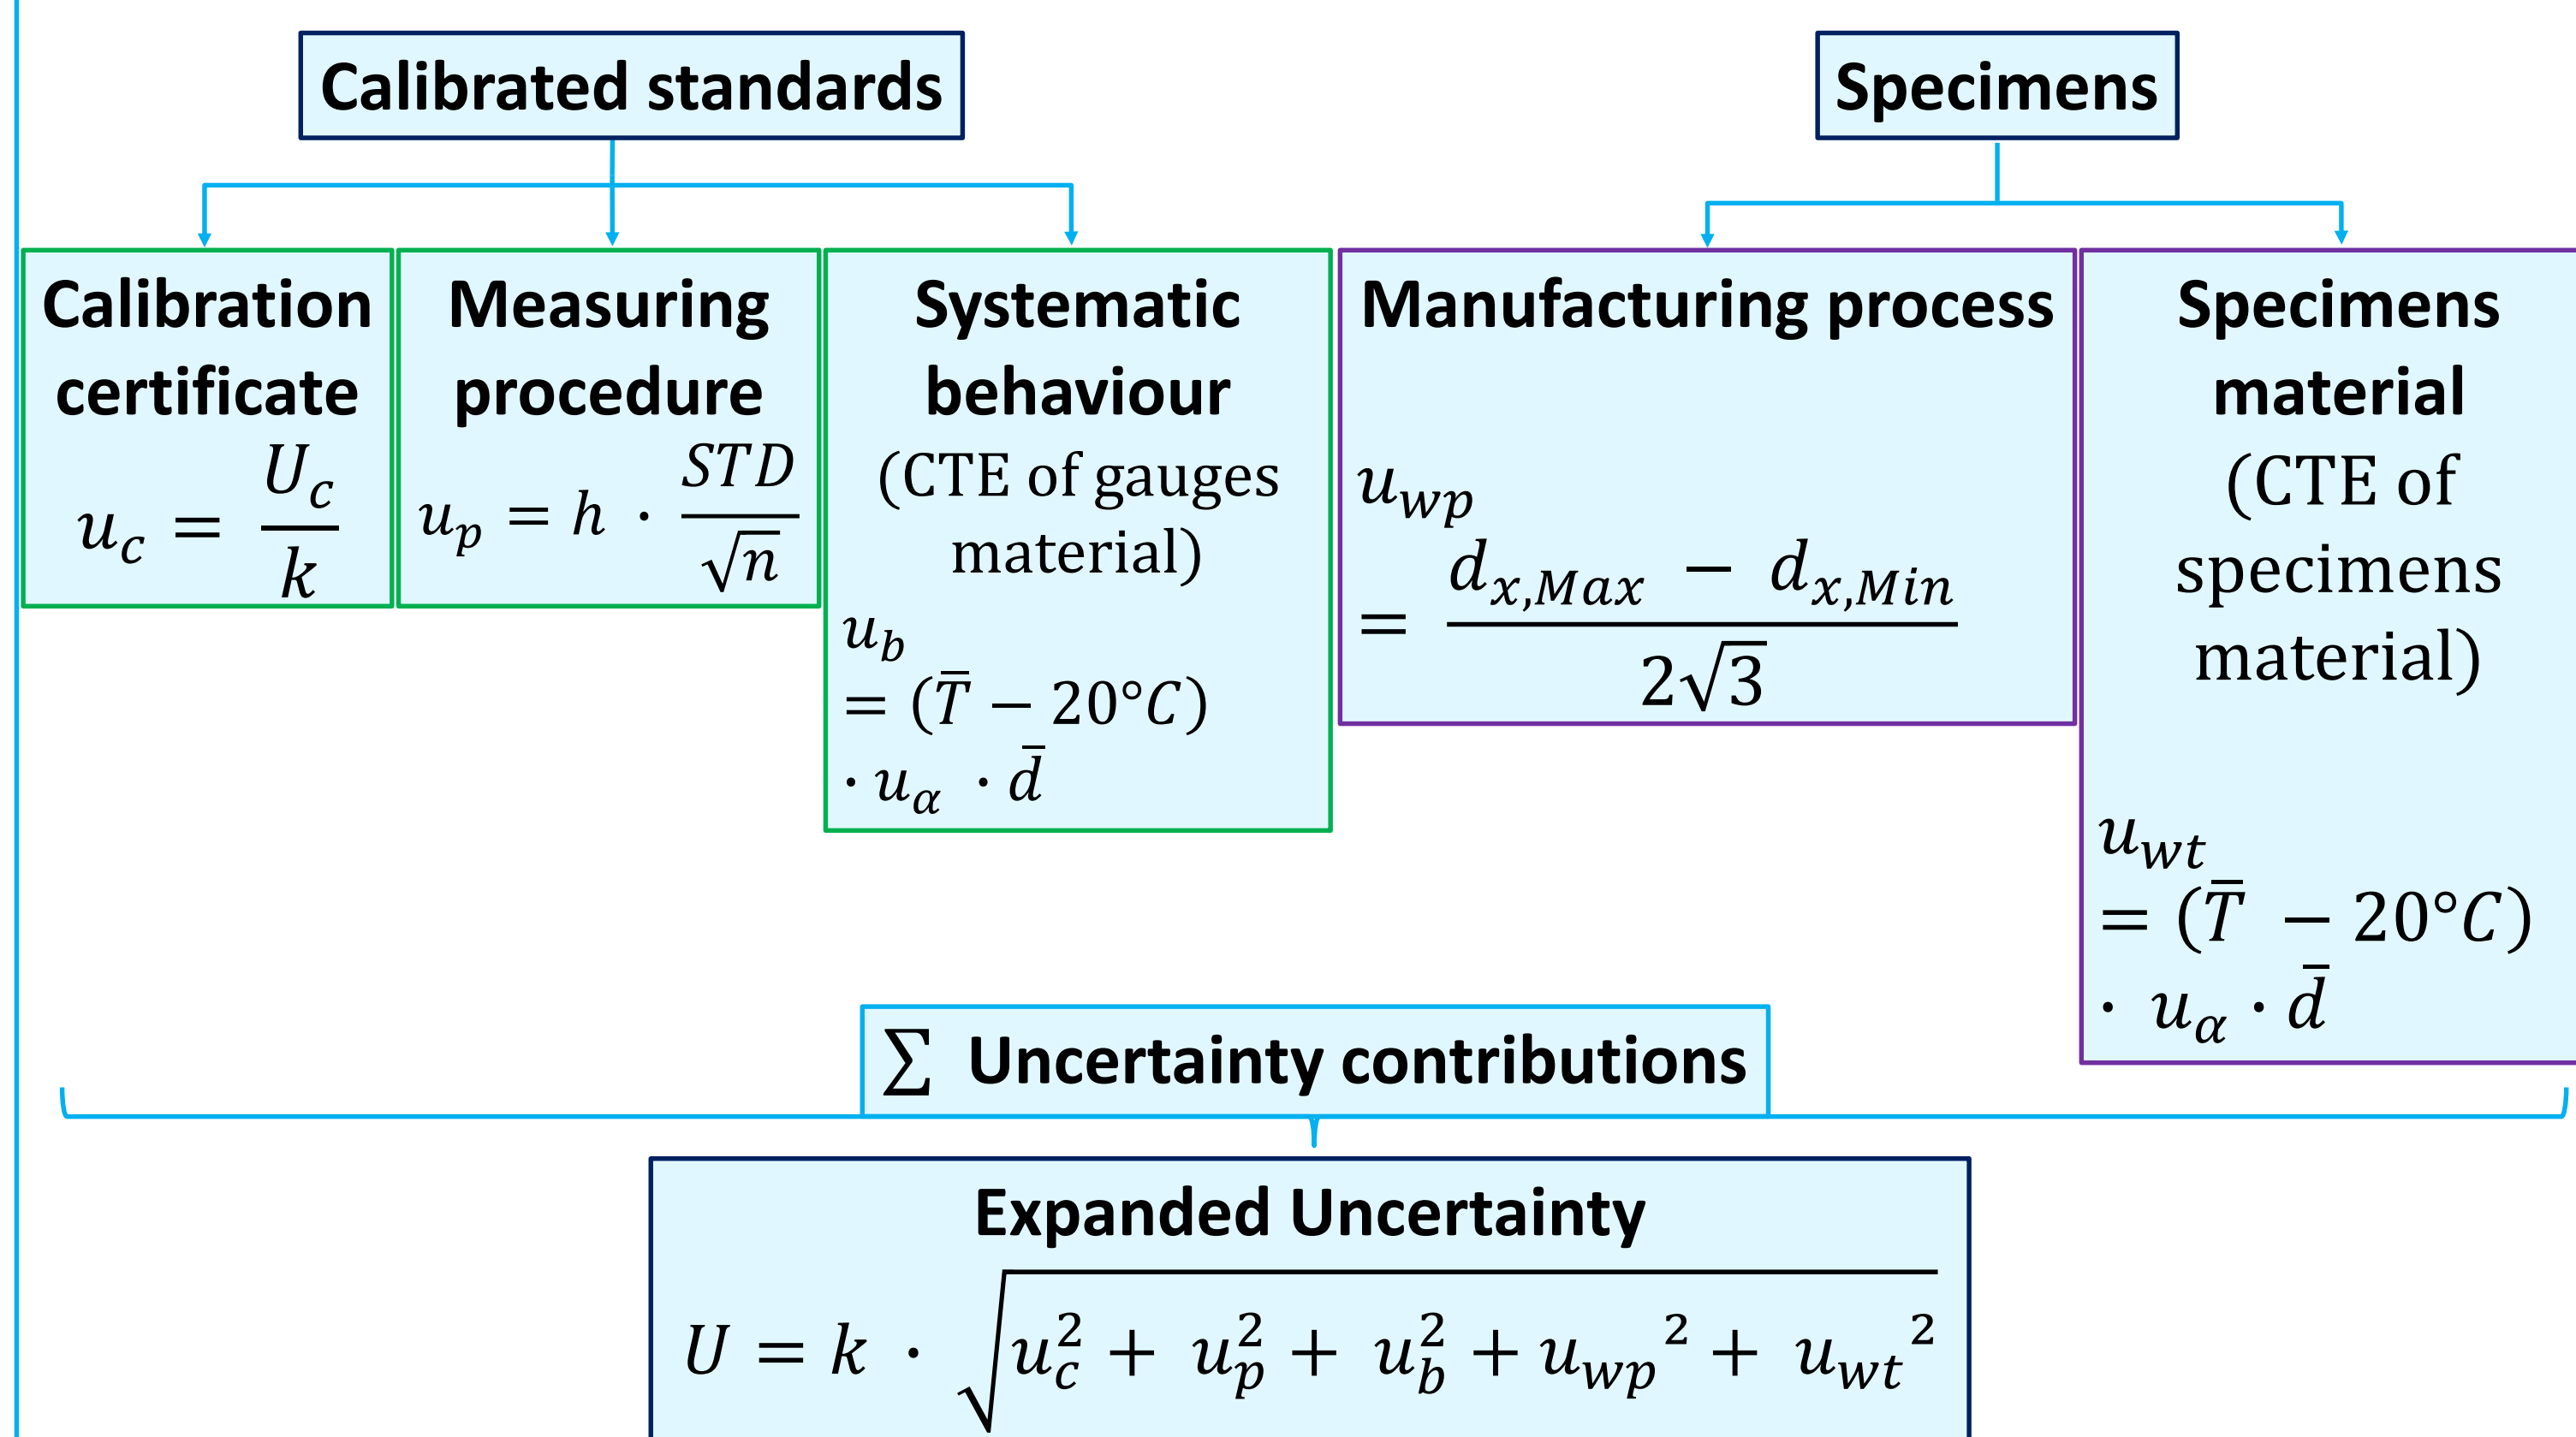 Calibrated standards
Specimens
Calibration
certificate
u_c = U_c / k
Measuring
procedure
u_p = h · STD / √n
Systematic
behaviour
(CTE of gauges
material)
u_b
= (T̅ − 20°C)
· u_α · d̅
Manufacturing process
u_wp
= (d_x,Max − d_x,Min) / 2√3
Specimens
material
(CTE of
specimens
material)
u_wt
= (T̅ − 20°C)
· u_α · d̅
∑ Uncertainty contributions
Expanded Uncertainty
U = k · √(u_c² + u_p² + u_b² + u_wp² + u_wt²)